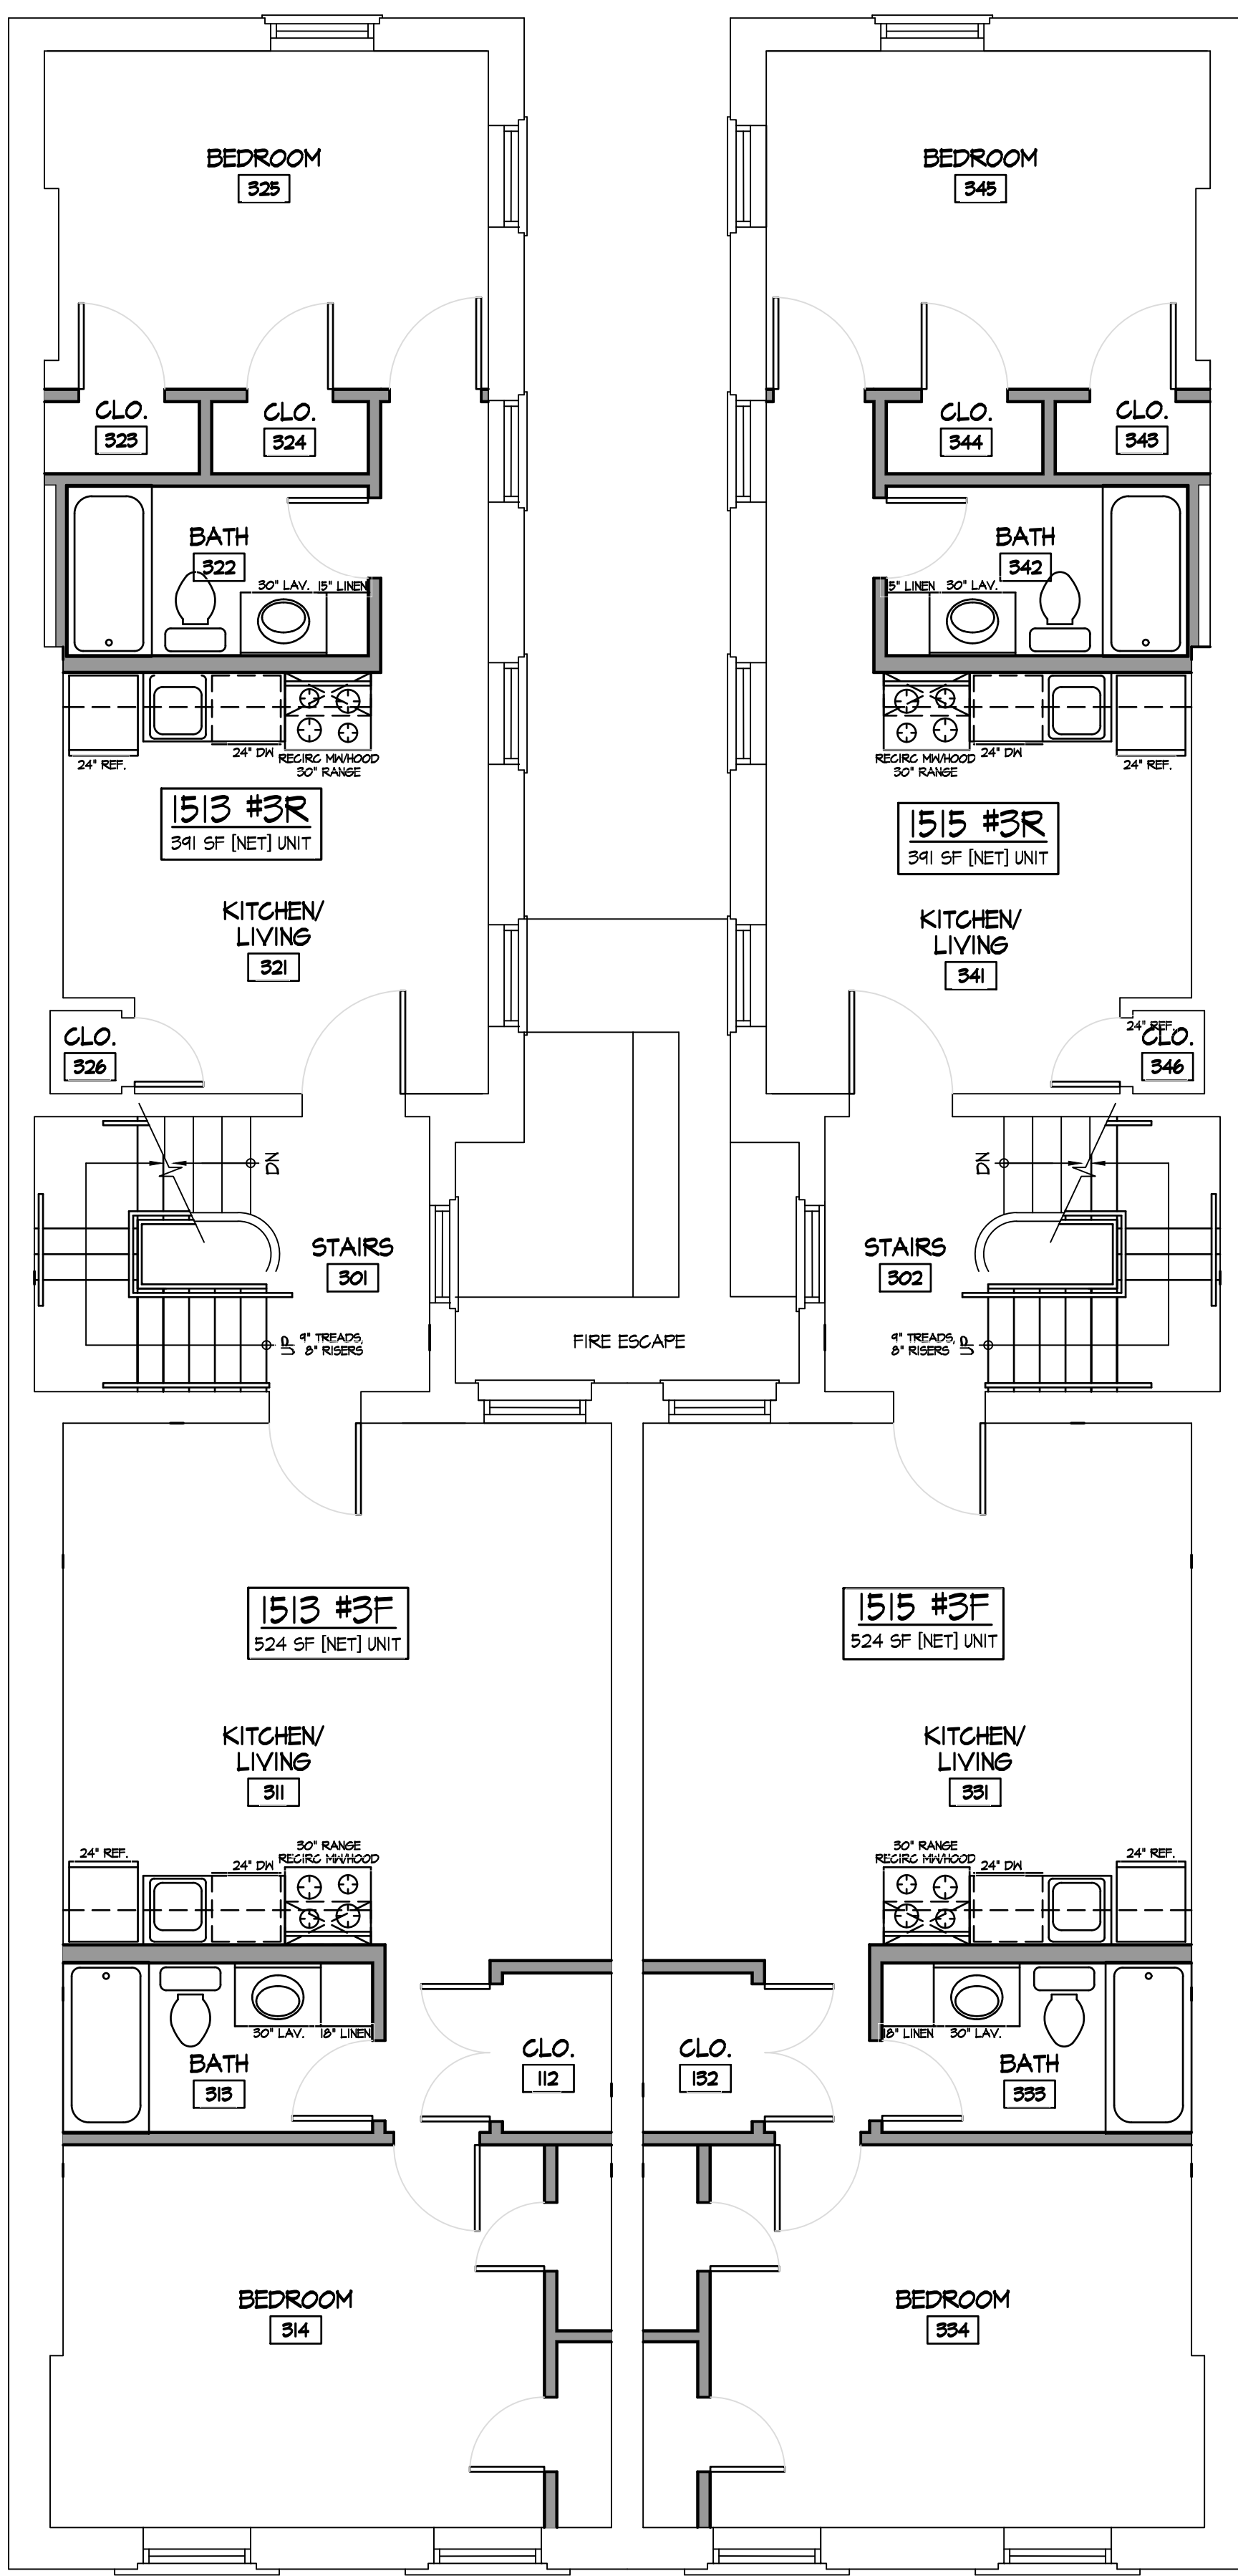 BEDROOM
325
BEDROOM
345
CLO.
323
CLO.
324
CLO.
344
CLO.
343
BATH
322
30" LAV.
15" LINEN
BATH
342
15" LINEN
30" LAV.
24" REF.
24" DW
RECIRC MW/HOOD
30" RANGE
RECIRC MW/HOOD
30" RANGE
24" DW
24" REF.
1513 #3R
391 SF [NET] UNIT
1515 #3R
391 SF [NET] UNIT
KITCHEN/
LIVING
321
KITCHEN/
LIVING
341
CLO.
326
24" REF.
CLO.
346
DN
DN
STAIRS
301
STAIRS
302
UP
9" TREADS,
8" RISERS
FIRE ESCAPE
9" TREADS,
8" RISERS
UP
1513 #3F
524 SF [NET] UNIT
1515 #3F
524 SF [NET] UNIT
KITCHEN/
LIVING
311
KITCHEN/
LIVING
331
24" REF.
24" DW
30" RANGE
RECIRC MW/HOOD
30" RANGE
RECIRC MW/HOOD
24" DW
24" REF.
30" LAV.
18" LINEN
BATH
313
CLO.
112
CLO.
132
18" LINEN
30" LAV.
BATH
333
BEDROOM
314
BEDROOM
334